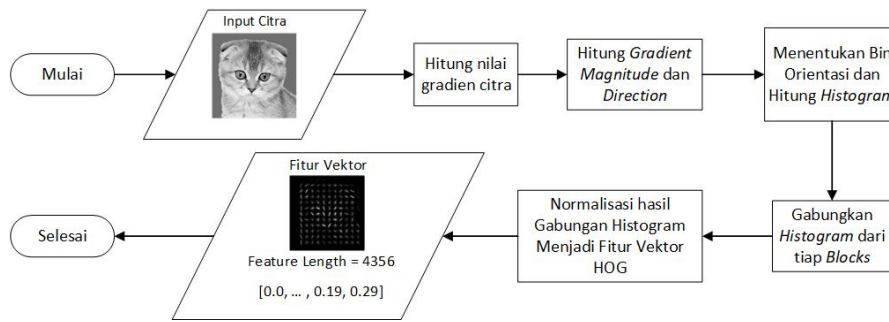 Mulai
Input Citra
Hitung nilai
gradien citra
Hitung Gradient
Magnitude dan
Direction
Menentukan Bin
Orientasi dan
Hitung Histogram
Gabungkan
Histogram dari
tiap Blocks
Normalisasi hasil
Gabungan Histogram
Menjadi Fitur Vektor
HOG
Fitur Vektor
Feature Length = 4356
[0.0, ... , 0.19, 0.29]
Selesai